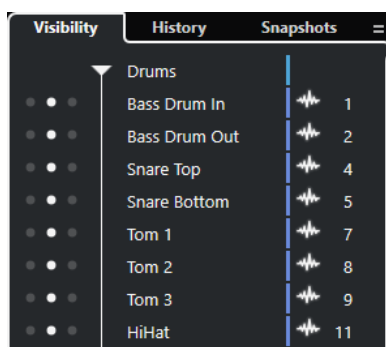 Visibility History Snapshots
Drums
Bass Drum In 1
Bass Drum Out 2
Snare Top 4
Snare Bottom 5
Tom 1 7
Tom 2 8
Tom 3 9
HiHat 11